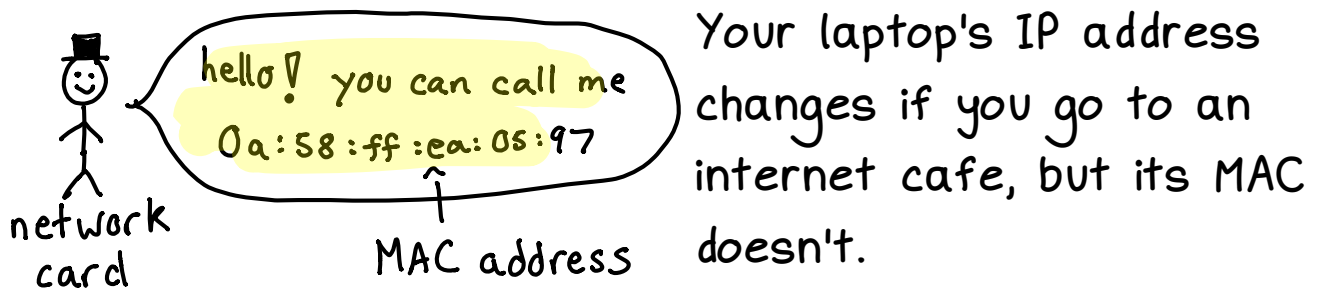 hello! you can call me
0a:58:ff:ea:05:97
MAC address
network
card
Your laptop's IP address
changes if you go to an
internet cafe, but its MAC
doesn't.